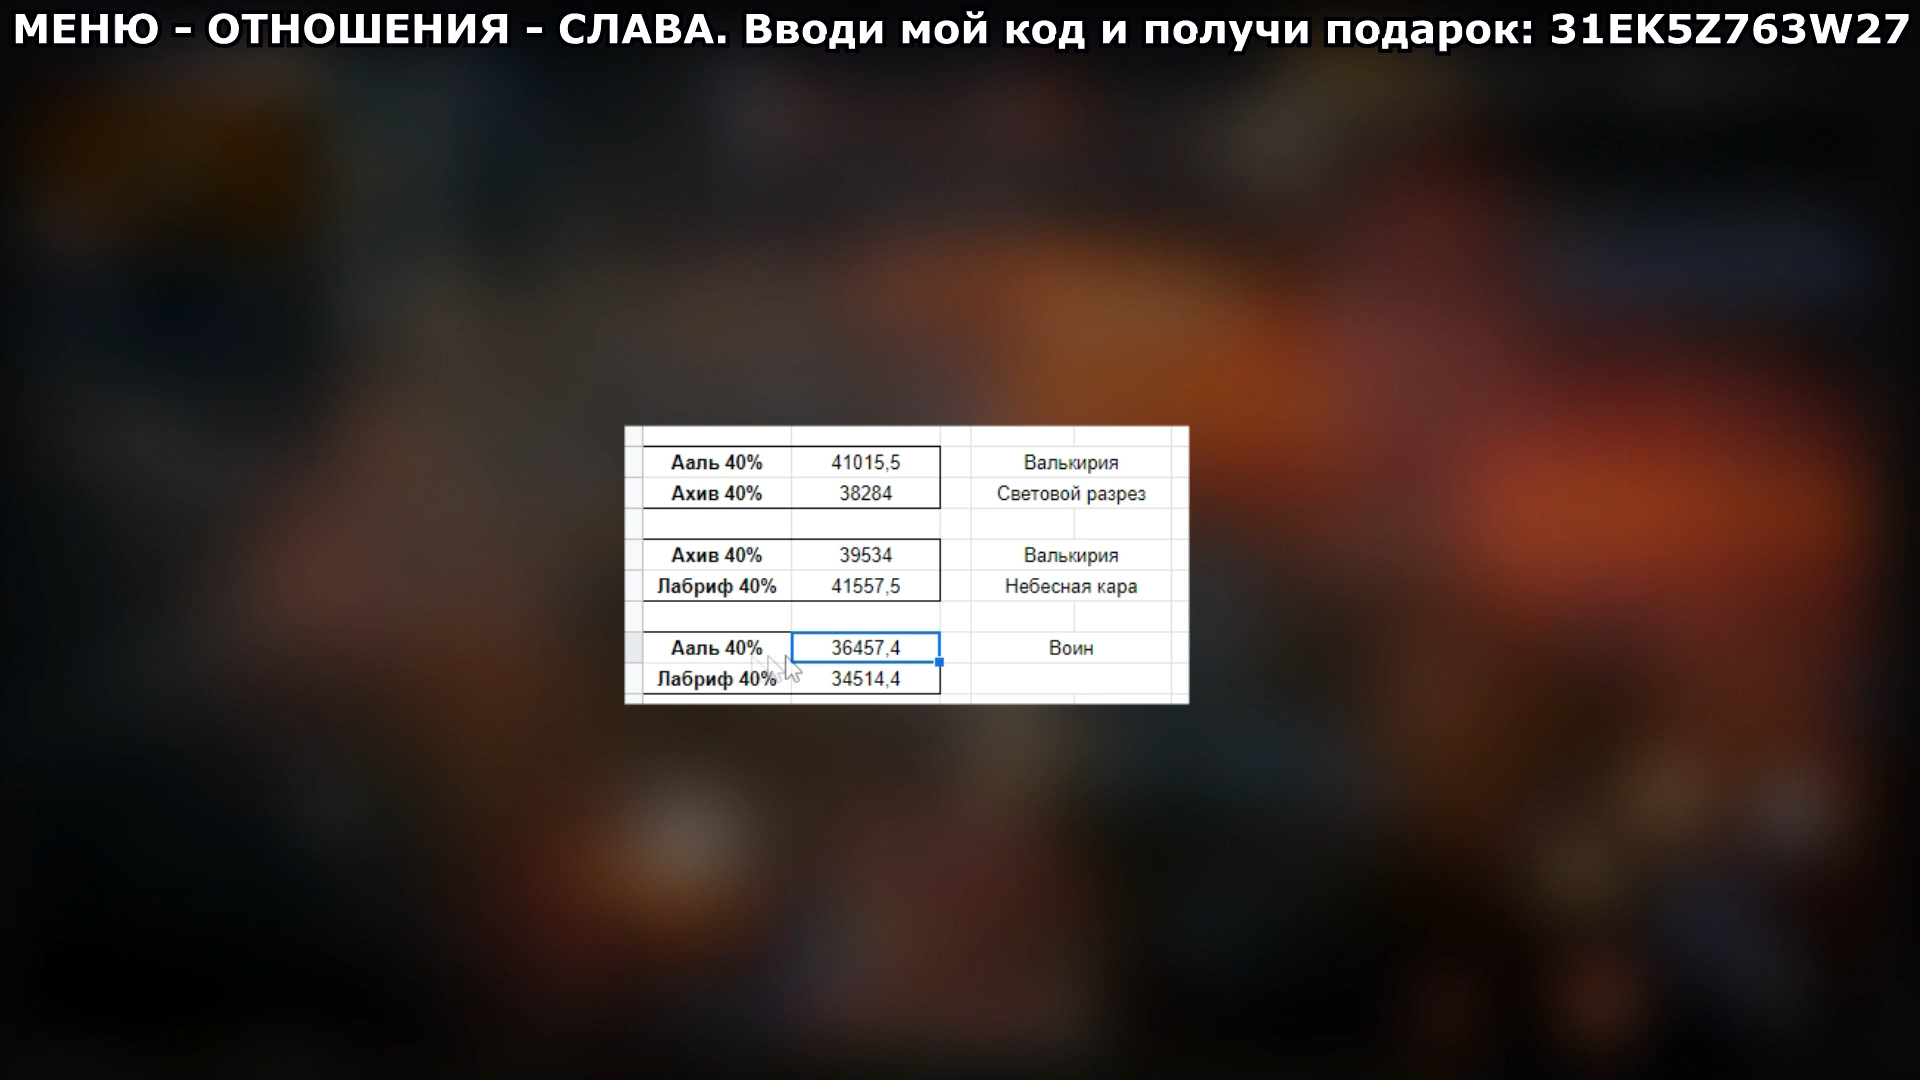 МЕНЮ - ОТНОШЕНИЯ - СЛАВА. Вводи мой код и получи подарок: 31EK5Z763W27
Ааль 40% 41015,5 Валькирия
Ахив 40% 38284 Световой разрез
Ахив 40% 39534 Валькирия
Лабриф 40% 41557,5 Небесная кара
Ааль 40% 36457,4 Воин
Лабриф 40% 34514,4